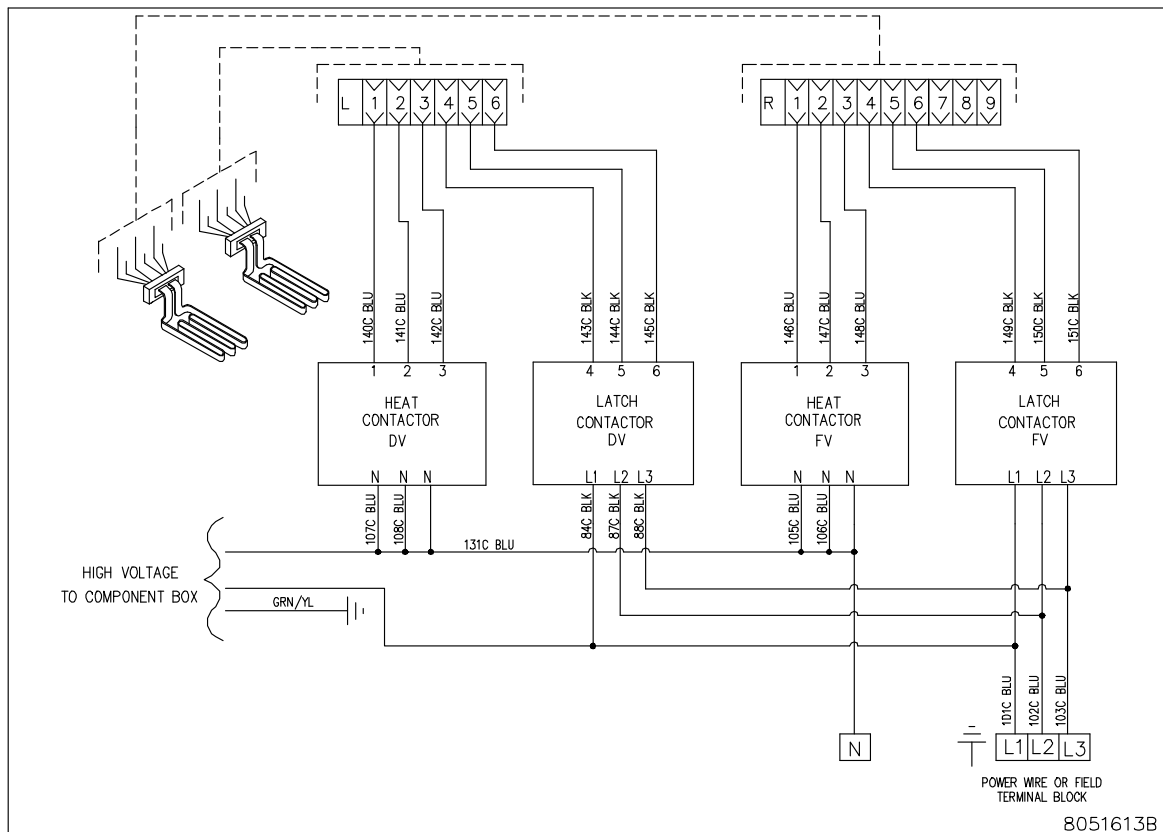 L 1 2 3 4 5 6
R 1 2 3 4 5 6 7 8 9
140C BLU
141C BLU
142C BLU
143C BLK
144C BLK
145C BLK
146C BLU
147C BLU
148C BLU
149C BLK
150C BLK
151C BLK
1 2 3
HEAT
CONTACTOR
DV
N N N
4 5 6
LATCH
CONTACTOR
DV
L1 L2 L3
1 2 3
HEAT
CONTACTOR
FV
N N N
4 5 6
LATCH
CONTACTOR
FV
L1 L2 L3
107C BLU
108C BLU
131C BLU
84C BLK
87C BLK
88C BLK
105C BLU
106C BLU
HIGH VOLTAGE
TO COMPONENT BOX
GRN/YL
101C BLU
102C BLU
103C BLU
N
L1 L2 L3
POWER WIRE OR FIELD
TERMINAL BLOCK
8051613B